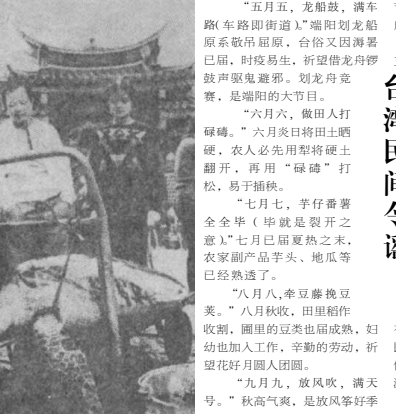 “五月五，龙船鼓，满车
路(车路即街道)。”端阳划龙船
原系敬吊屈原，台俗又因溽暑
已届，时疫易生，祈望借龙舟锣
鼓声驱鬼避邪。划龙舟竞
赛，是端阳的大节目。
“六月六，做田人打
碌碡。”六月炎日将田土晒
硬，农人必先用犁将硬土
翻开，再用“碌碡”打
松，易于插秧。
“七月七，芋仔番薯
全全毕(毕就是裂开之
意)。”七月已届夏热之末，
农家副产品芋头、地瓜等
已经熟透了。
“八月八，牵豆藤挽豆
荚。”八月秋收，田里稻作
收割，圃里的豆类也届成熟，妇
幼也加入工作，辛勤的劳动，祈
望花好月圆人团圆。
“九月九，放风吹，满天
号。”秋高气爽，是放风筝好季
台湾民间令谣